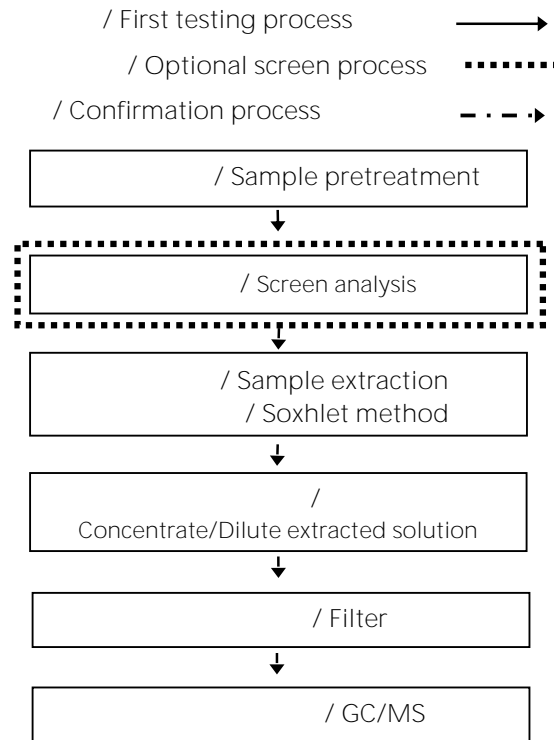 / First testing process
/ Optional screen process
/ Confirmation process
/ Sample pretreatment
/ Screen analysis
/ Sample extraction
/ Soxhlet method
/
Concentrate/Dilute extracted solution
/ Filter
/ GC/MS